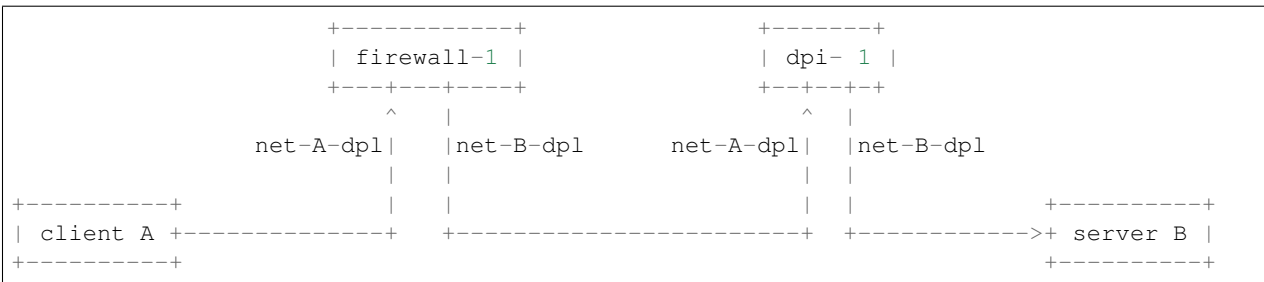 firewall-1
dpi- 1
net-A-dpl net-B-dpl net-A-dpl net-B-dpl
client A server B